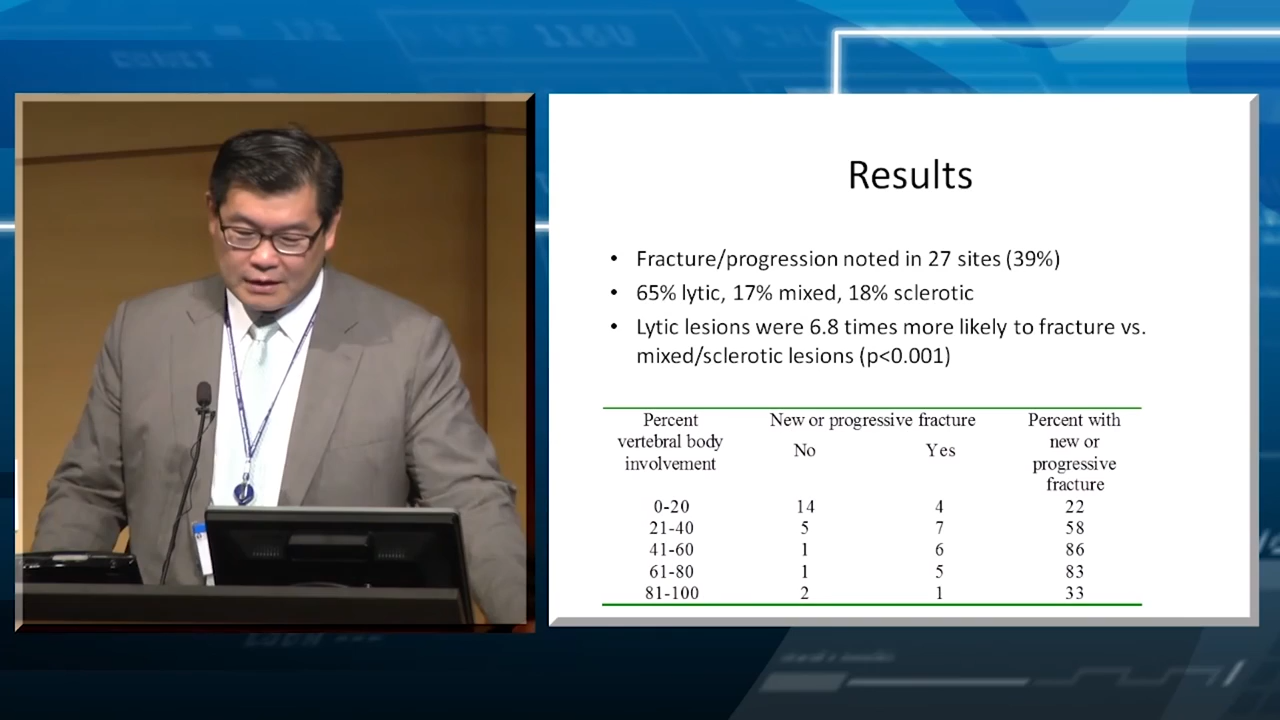 Results
• Fracture/progression noted in 27 sites (39%)
• 65% lytic, 17% mixed, 18% sclerotic
• Lytic lesions were 6.8 times more likely to fracture vs.
mixed/sclerotic lesions (p<0.001)
Percent New or progressive fracture Percent with
vertebral body No Yes new or
involvement progressive
fracture
0-20 14 4 22
21-40 5 7 58
41-60 1 6 86
61-80 1 5 83
81-100 2 1 33